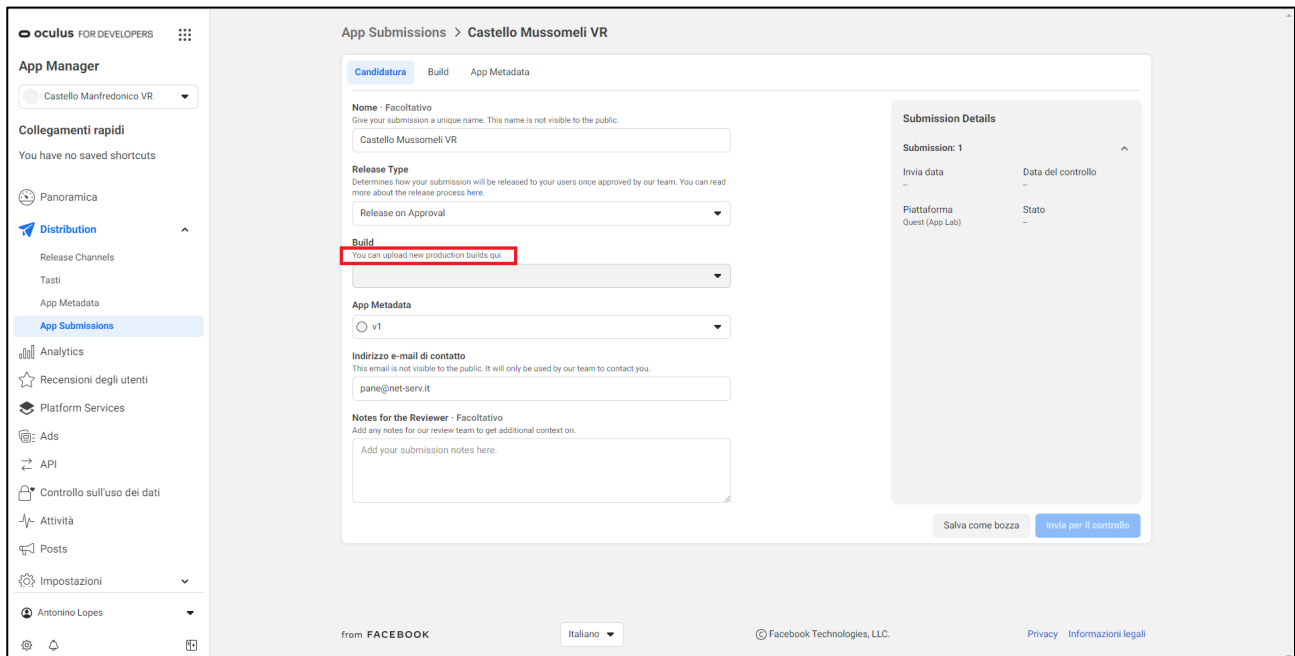 oculus FOR DEVELOPERS
App Manager
Castello Manfredonico VR
Collegamenti rapidi
You have no saved shortcuts
Panoramica
Distribution
Release Channels
Tasti
App Metadata
App Submissions
Analytics
Recensioni degli utenti
Platform Services
Ads
API
Controllo sull'uso dei dati
Attività
Posts
Impostazioni
Antonino Lopes
App Submissions > Castello Mussomeli VR
Candidatura Build App Metadata
Nome · Facoltativo
Give your submission a unique name. This name is not visible to the public.
Castello Mussomeli VR
Release Type
Determines how your submission will be released to your users once approved by our team. You can read
more about the release process here.
Release on Approval
Build
You can upload new production builds qui.
App Metadata
v1
Indirizzo e-mail di contatto
This email is not visible to the public. It will only be used by our team to contact you.
pane@net-serv.it
Notes for the Reviewer · Facoltativo
Add any notes for our review team to get additional context on.
Add your submission notes here.
Submission Details
Submission: 1
Invia data Data del controllo
– –
Piattaforma Stato
Quest (App Lab) –
Salva come bozza Invia per il controllo
from FACEBOOK Italiano © Facebook Technologies, LLC. Privacy Informazioni legali